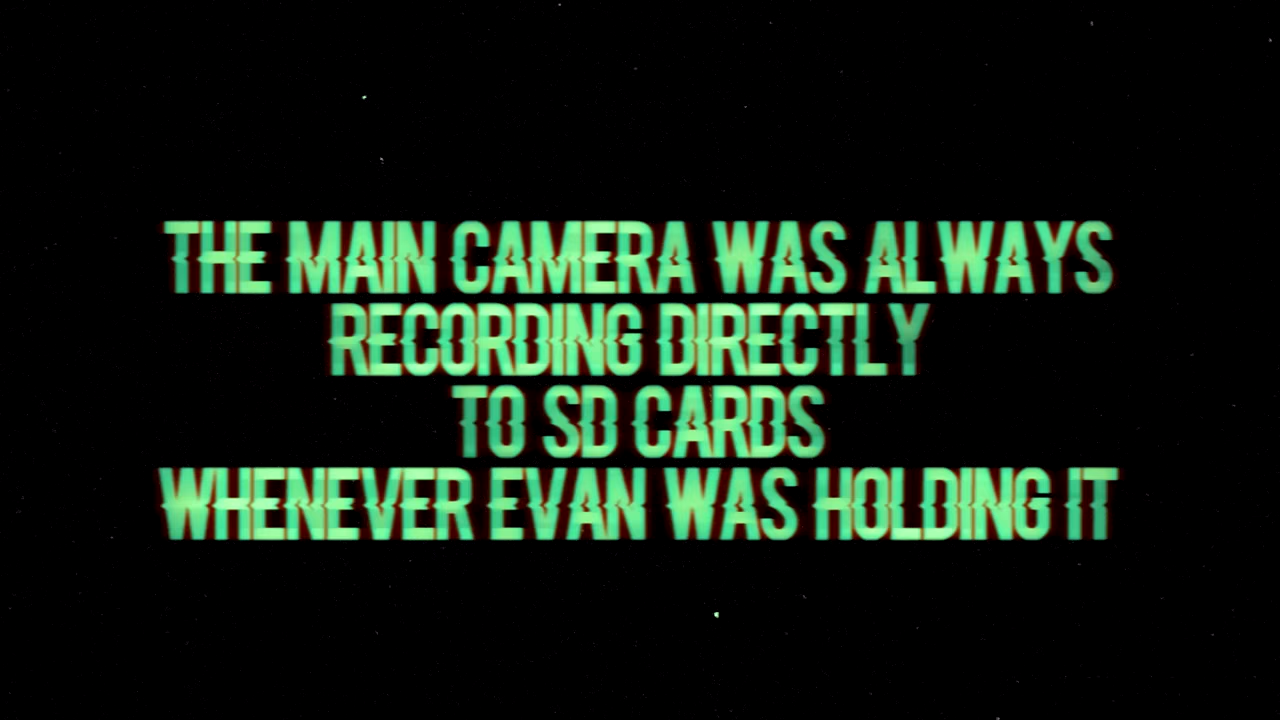 THE MAIN CAMERA WAS ALWAYS
RECORDING DIRECTLY
TO SD CARDS
WHENEVER EVAN WAS HOLDING IT